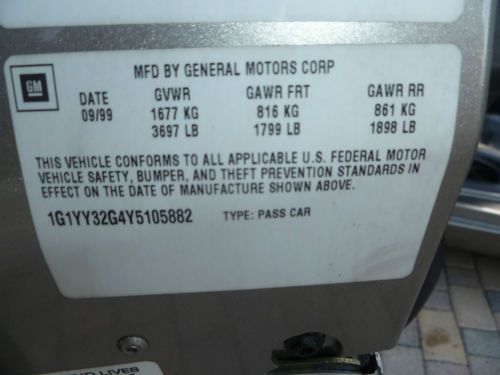 MFD BY GENERAL MOTORS CORP
GM
DATE GVWR GAWR FRT GAWR RR
09/99 1677 KG 816 KG 861 KG
3697 LB 1799 LB 1898 LB
THIS VEHICLE CONFORMS TO ALL APPLICABLE U.S. FEDERAL MOTOR
VEHICLE SAFETY, BUMPER, AND THEFT PREVENTION STANDARDS IN
EFFECT ON THE DATE OF MANUFACTURE SHOWN ABOVE.
1G1YY32G4Y5105882 TYPE: PASS CAR
LIVES